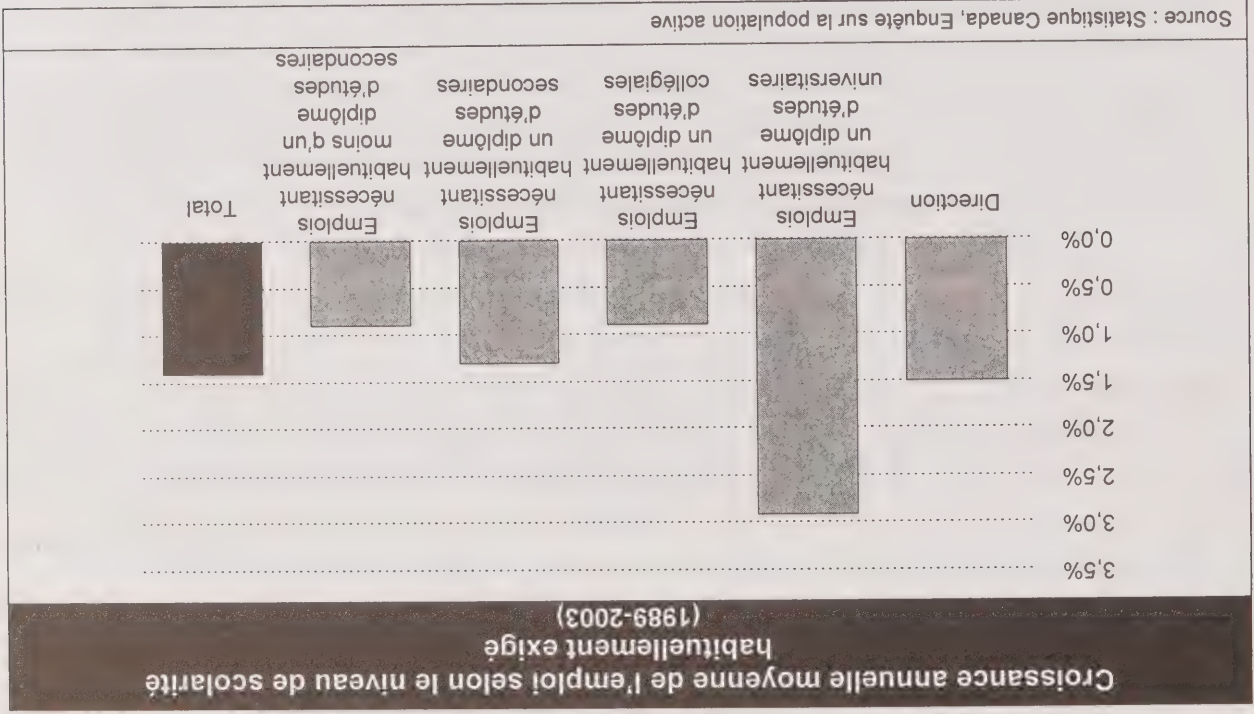 Croissance annuelle moyenne de l'emploi selon le niveau de scolarité
habituellement exigé
(1989-2003)
3,5%
3,0%
2,5%
2,0%
1,5%
1,0%
0,5%
0,0%
Direction
Emplois
nécessitant
habituellement
un diplôme
d'études
universitaires
Emplois
nécessitant
habituellement
un diplôme
d'études
collégiales
Emplois
nécessitant
habituellement
un diplôme
d'études
secondaires
Emplois
nécessitant
habituellement
moins q'un
diplôme
d'études
secondaires
Total
Source : Statistique Canada, Enquête sur la population active